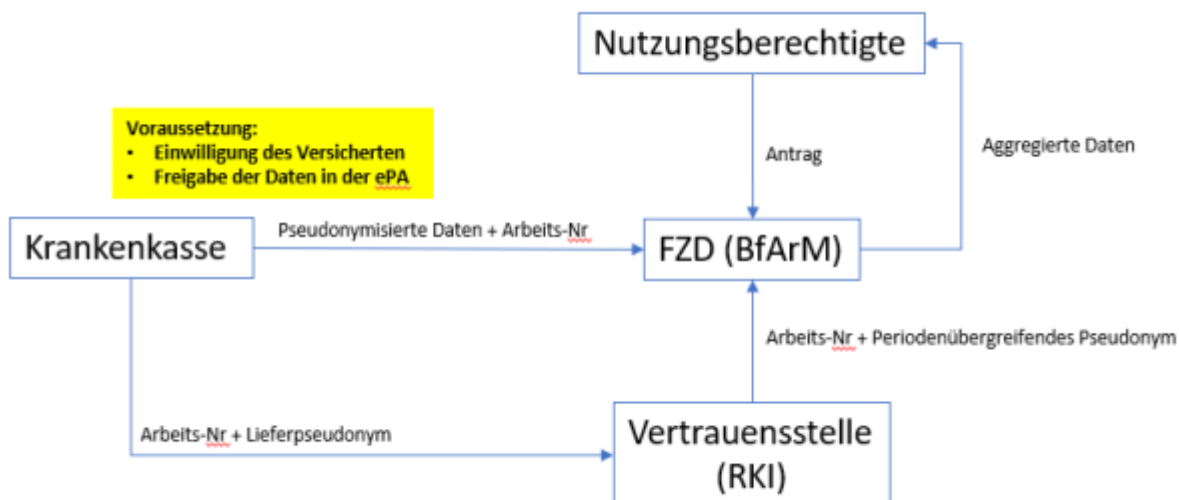 Nutzungsberechtigte
Voraussetzung:
• Einwilligung des Versicherten
• Freigabe der Daten in der ePA
Antrag
Aggregierte Daten
Krankenkasse
Pseudonymisierte Daten + Arbeits-Nr
FZD (BfArM)
Arbeits-Nr + Periodenübergreifendes Pseudonym
Arbeits-Nr + Lieferpseudonym
Vertrauensstelle
(RKI)